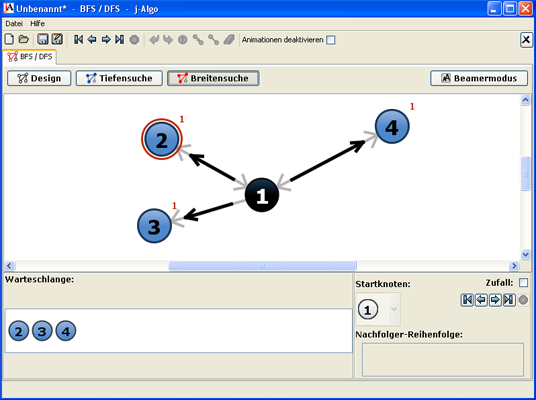 Unbenannt* - BFS / DFS - j-Algo
Datei Hilfe
Animationen deaktivieren
BFS / DFS
Design Tiefensuche Breitensuche Beamermodus
1
1
2
4
1
1
3
Warteschlange:
Startknoten: Zufall:
1
2 3 4
Nachfolger-Reihenfolge: